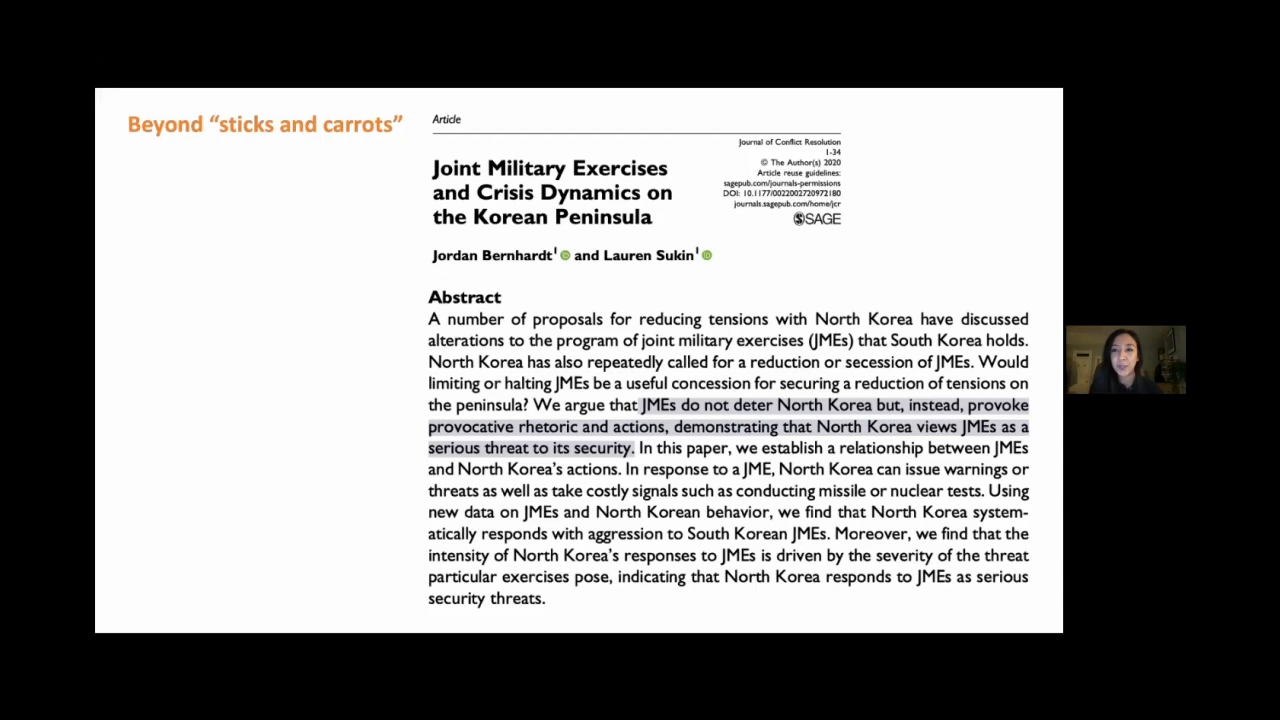 Beyond “sticks and carrots”
Article
Journal of Conflict Resolution
1-34
© The Author(s) 2020
Article reuse guidelines:
sagepub.com/journals-permissions
DOI: 10.1177/0022002720972180
journals.sagepub.com/home/jcr
SAGE
Joint Military Exercises
and Crisis Dynamics on
the Korean Peninsula
Jordan Bernhardt¹ and Lauren Sukin¹
Abstract
A number of proposals for reducing tensions with North Korea have discussed
alterations to the program of joint military exercises (JMEs) that South Korea holds.
North Korea has also repeatedly called for a reduction or secession of JMEs. Would
limiting or halting JMEs be a useful concession for securing a reduction of tensions on
the peninsula? We argue that JMEs do not deter North Korea but, instead, provoke
provocative rhetoric and actions, demonstrating that North Korea views JMEs as a
serious threat to its security. In this paper, we establish a relationship between JMEs
and North Korea’s actions. In response to a JME, North Korea can issue warnings or
threats as well as take costly signals such as conducting missile or nuclear tests. Using
new data on JMEs and North Korean behavior, we find that North Korea system-
atically responds with aggression to South Korean JMEs. Moreover, we find that the
intensity of North Korea’s responses to JMEs is driven by the severity of the threat
particular exercises pose, indicating that North Korea responds to JMEs as serious
security threats.